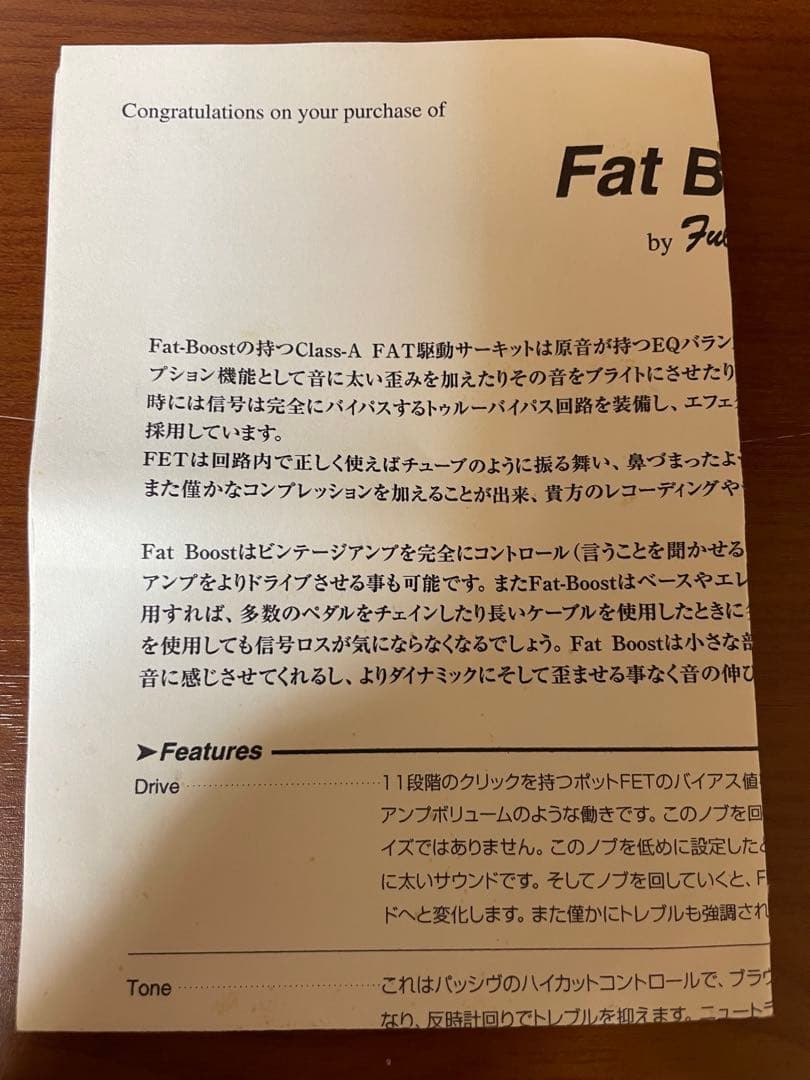 Congratulations on your purchase of
Fat B
by Ful
Fat-Boostの持つClass-A FAT駆動サーキットは原音が持つEQバラン
プション機能として音に太い歪みを加えたりその音をブライトにさせたり
時には信号は完全にバイパスするトゥルーバイパス回路を装備し、エフェ
採用しています。
FETは回路内で正しく使えばチューブのように振る舞い、鼻づまったよ
また僅かなコンプレッションを加えることが出来、貴方のレコーディングや
Fat Boostはビンテージアンプを完全にコントロール(言うことを聞かせる
アンプをよりドライブさせる事も可能です。またFat-Boostはベースやエレ
用すれば、多数のペダルをチェインしたり長いケーブルを使用したときに
を使用しても信号ロスが気にならなくなるでしょう。Fat Boostは小さな
音に感じさせてくれるし、よりダイナミックにそして歪ませる事なく音の伸び
➤Features
Drive 11段階のクリックを持つポットFETのバイアス値
アンプボリュームのような働きです。このノブを回
イズではありません。このノブを低めに設定した
に太いサウンドです。そしてノブを回していくと、F
ドへと変化します。また僅かにトレブルも強調され
Tone これはパッシヴのハイカットコントロールで、ブラウ
なり、反時計回りでトレブルを抑えます。ニュートラ